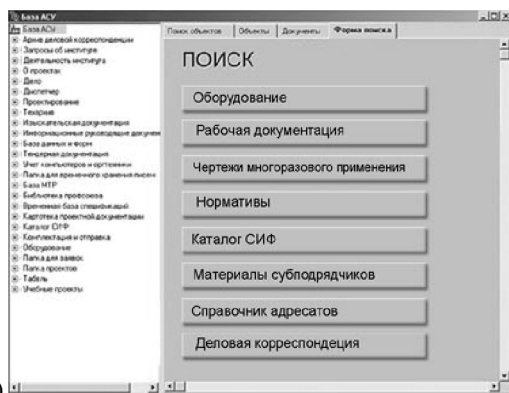 База АСУ
База АСУ
Архив деловой корреспонденции
Запросы об институте
Деятельность института
О проектах
Дело
Диспетчер
Проектирование
Техархив
Изыскательская документация
Информационные руководящие докумен
База данных и форм
Тендерная документация
Учет компьютеров и оргтехники
Папка для временного хранения писем
База МТР
Библиотека профсоюза
Временная база спецификаций
Картотека проектной документации
Каталог СИФ
Комплектация и отправка
Оборудование
Папка для заявок
Папка проектов
Табель
Учебные проекты
Поиск объектов
Объекты
Документы
Форма поиска
ПОИСК
Оборудование
Рабочая документация
Чертежи многоразового применения
Нормативы
Каталог СИФ
Материалы субподрядчиков
Справочник адресатов
Деловая корреспондеция